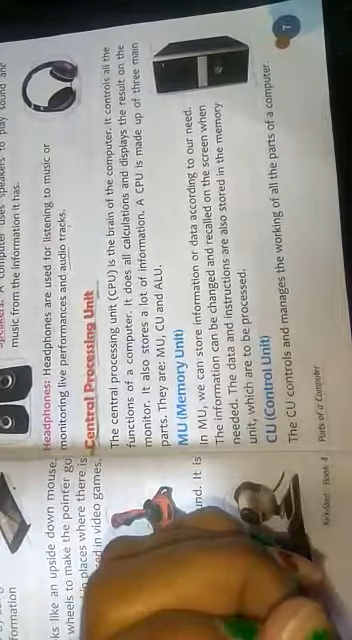 music from the information it has.
Headphones: Headphones are used for listening to music or
monitoring live performances and audio tracks.
Central Processing Unit
The central processing unit (CPU) is the brain of the computer. It controls all the
functions of a computer. It does all calculations and displays the result on the
monitor. It also stores a lot of information. A CPU is made up of three main
parts. They are: MU, CU and ALU.
MU (Memory Unit)
In MU, we can store information or data according to our need.
The information can be changed and recalled on the screen when
needed. The data and instructions are also stored in the memory
unit, which are to be processed.
CU (Control Unit)
The CU controls and manages the working of all the parts of a computer.
Parts of a Computer
7
formation
ks like an upside down mouse.
wheels to make the pointer go
places where there is
in video games,
und. It is
Kick-Start Book 4